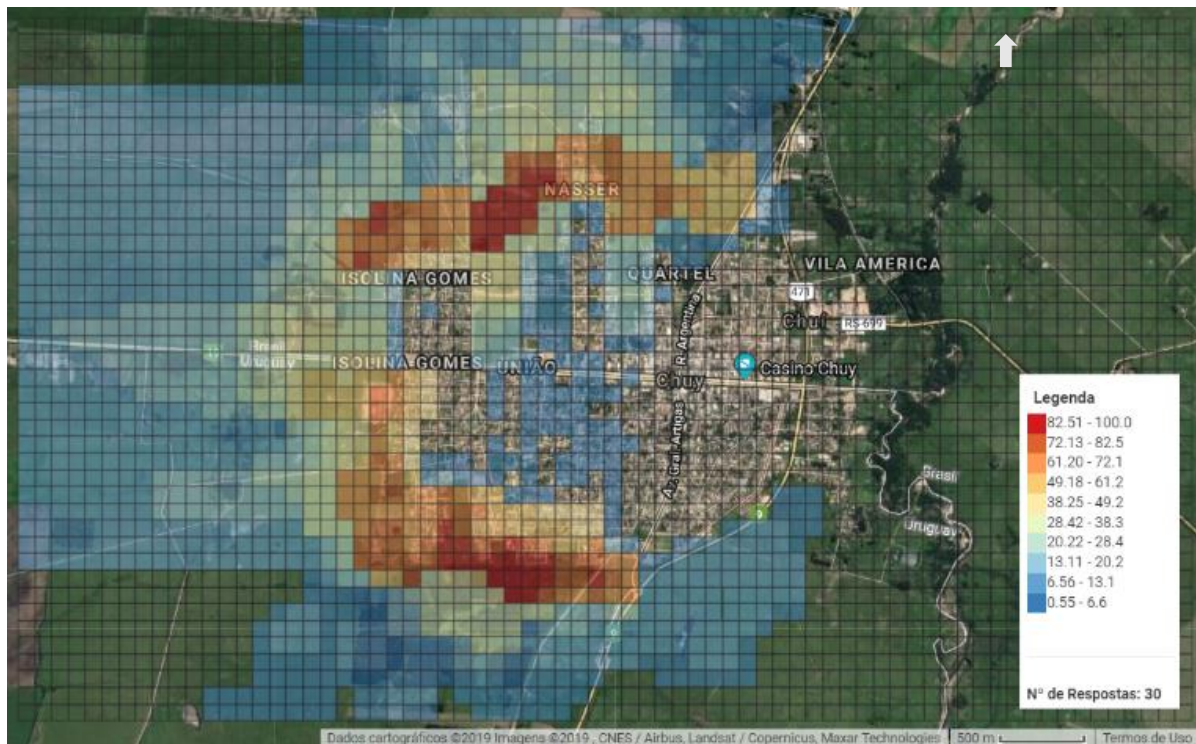 NASSER
ISOLINA GOMES
QUARTEL
VILA AMERICA
471
R. Argentina
Chuí
RS-699
Brasil
Uruguay
ISOLINA GOMES
UNIÃO
Chuy
Casino Chuy
Av. Gral. Artigas
Brasil
Uruguay
9
Legenda
82.51 - 100.0
72.13 - 82.5
61.20 - 72.1
49.18 - 61.2
38.25 - 49.2
28.42 - 38.3
20.22 - 28.4
13.11 - 20.2
6.56 - 13.1
0.55 - 6.6
N° de Respostas: 30
Dados cartográficos ©2019 Imagens ©2019 , CNES / Airbus, Landsat / Copernicus, Maxar Technologies
500 m
Termos de Uso